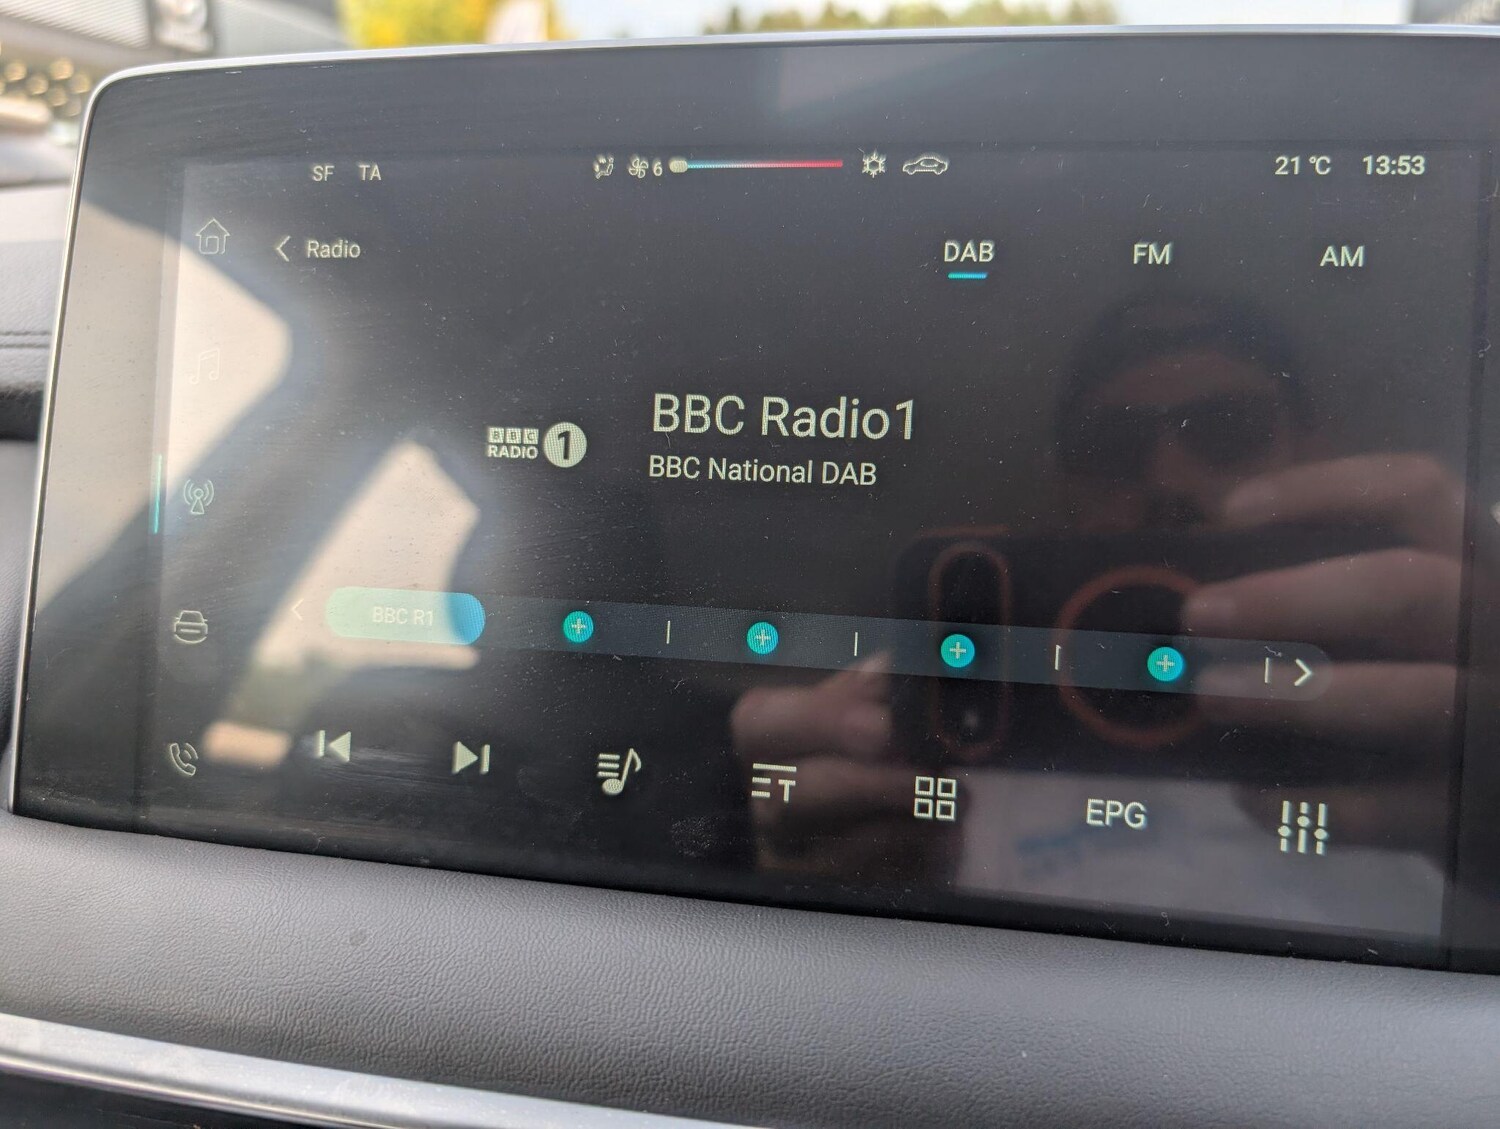 SF TA 6 21 °C 13:53
Radio DAB FM AM
BBC Radio1
BBC RADIO 1
BBC National DAB
BBC R1
EPG